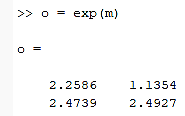 >> o = exp(m)
o =
2.2586 1.1354
2.4739 2.4927